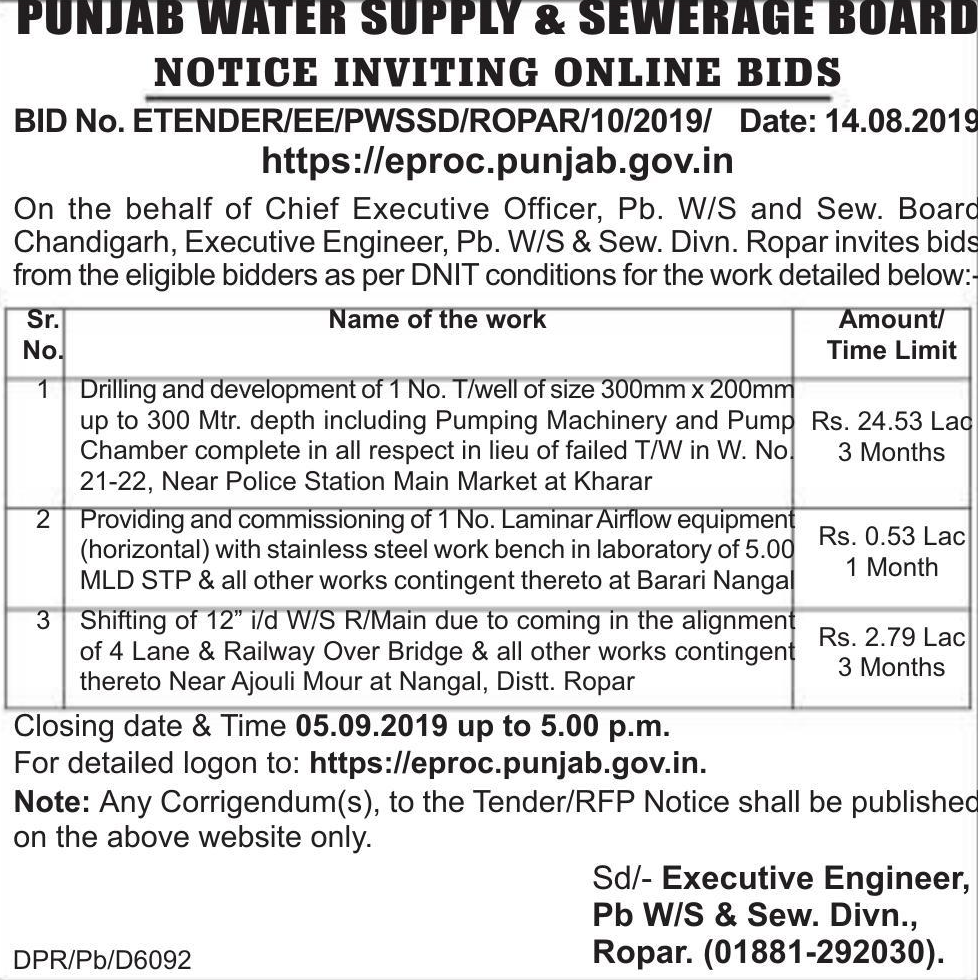 PUNJAB WATER SUPPLY & SEWERAGE BOARD
NOTICE INVITING ONLINE BIDS
BID No. ETENDER/EE/PWSSD/ROPAR/10/2019/ Date: 14.08.2019
https://eproc.punjab.gov.in
On the behalf of Chief Executive Officer, Pb. W/S and Sew. Board
Chandigarh, Executive Engineer, Pb. W/S & Sew. Divn. Ropar invites bids
from the eligible bidders as per DNIT conditions for the work detailed below:-
Sr. No. Name of the work Amount/ Time Limit
1 Drilling and development of 1 No. T/well of size 300mm x 200mm
up to 300 Mtr. depth including Pumping Machinery and Pump
Chamber complete in all respect in lieu of failed T/W in W. No.
21-22, Near Police Station Main Market at Kharar
Rs. 24.53 Lac
3 Months
2 Providing and commissioning of 1 No. Laminar Airflow equipment
(horizontal) with stainless steel work bench in laboratory of 5.00
MLD STP & all other works contingent thereto at Barari Nangal
Rs. 0.53 Lac
1 Month
3 Shifting of 12” i/d W/S R/Main due to coming in the alignment
of 4 Lane & Railway Over Bridge & all other works contingent
thereto Near Ajouli Mour at Nangal, Distt. Ropar
Rs. 2.79 Lac
3 Months
Closing date & Time 05.09.2019 up to 5.00 p.m.
For detailed logon to: https://eproc.punjab.gov.in.
Note: Any Corrigendum(s), to the Tender/RFP Notice shall be published
on the above website only.
Sd/- Executive Engineer,
Pb W/S & Sew. Divn.,
Ropar. (01881-292030).
DPR/Pb/D6092